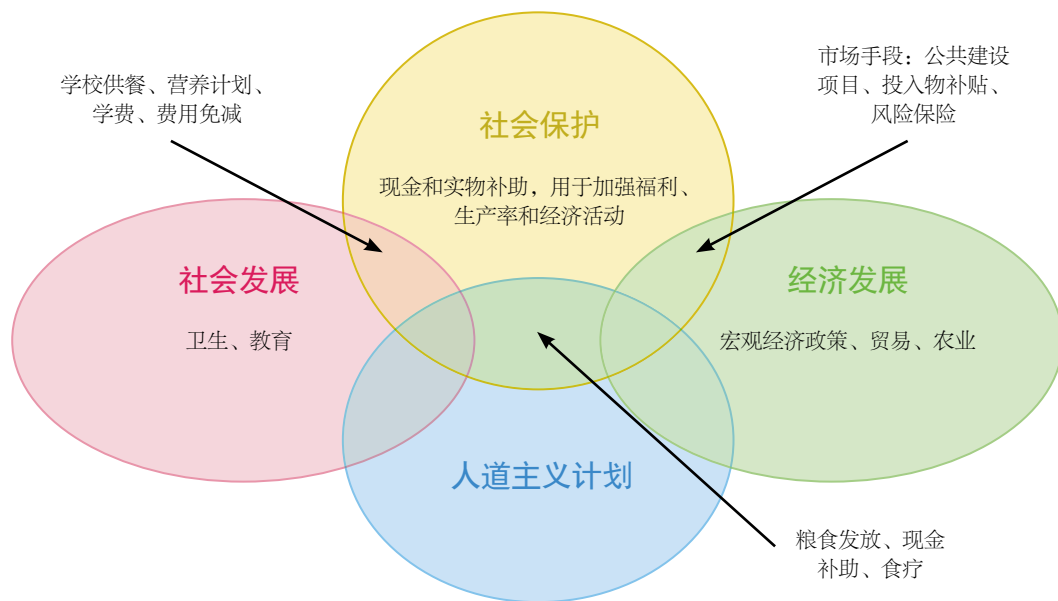 学校供餐、营养计划、
学费、费用免减
市场手段：公共建设
项目、投入物补贴、
风险保险
社会保护
现金和实物补助，用于加强福利、
生产率和经济活动
社会发展
卫生、教育
经济发展
宏观经济政策、贸易、农业
人道主义计划
粮食发放、现金
补助、食疗